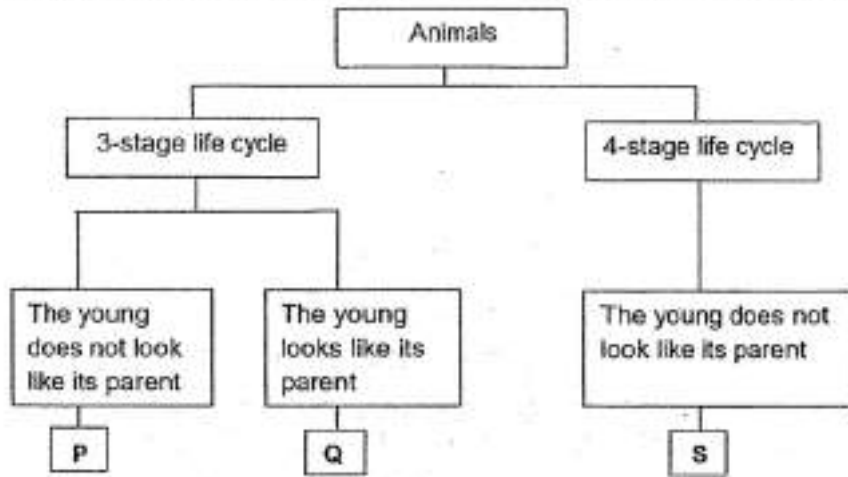 Animals
3-stage life cycle
4-stage life cycle
The young
does not look
like its parent
The young
looks like its
parent
The young does not
look like its parent
P
Q
S